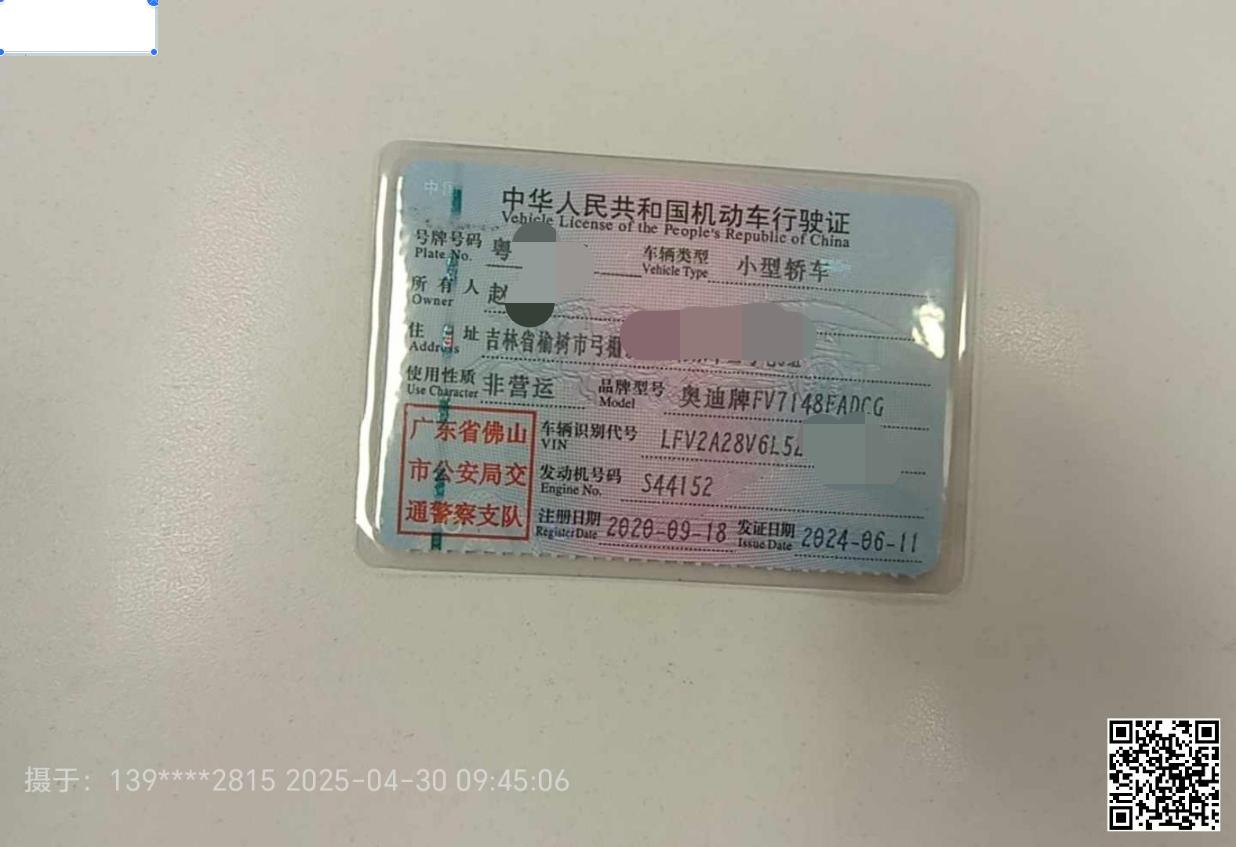 中国
中华人民共和国机动车行驶证
Vehicle License of the People's Republic of China
号牌号码 粤 车辆类型 小型轿车
Plate No. Vehicle Type
所有人 赵
Owner
住址 吉林省榆树市弓棚
Address
使用性质 非营运 品牌型号 奥迪牌FV7148FADCG
Use Character Model
广东省佛山
市公安局交
通警察支队
车辆识别代号 LFV2A28V6L5
VIN
发动机号码 S44152
Engine No.
注册日期 2020-09-18 发证日期 2024-06-11
Register Date Issue Date
摄于：139****2815 2025-04-30 09:45:06